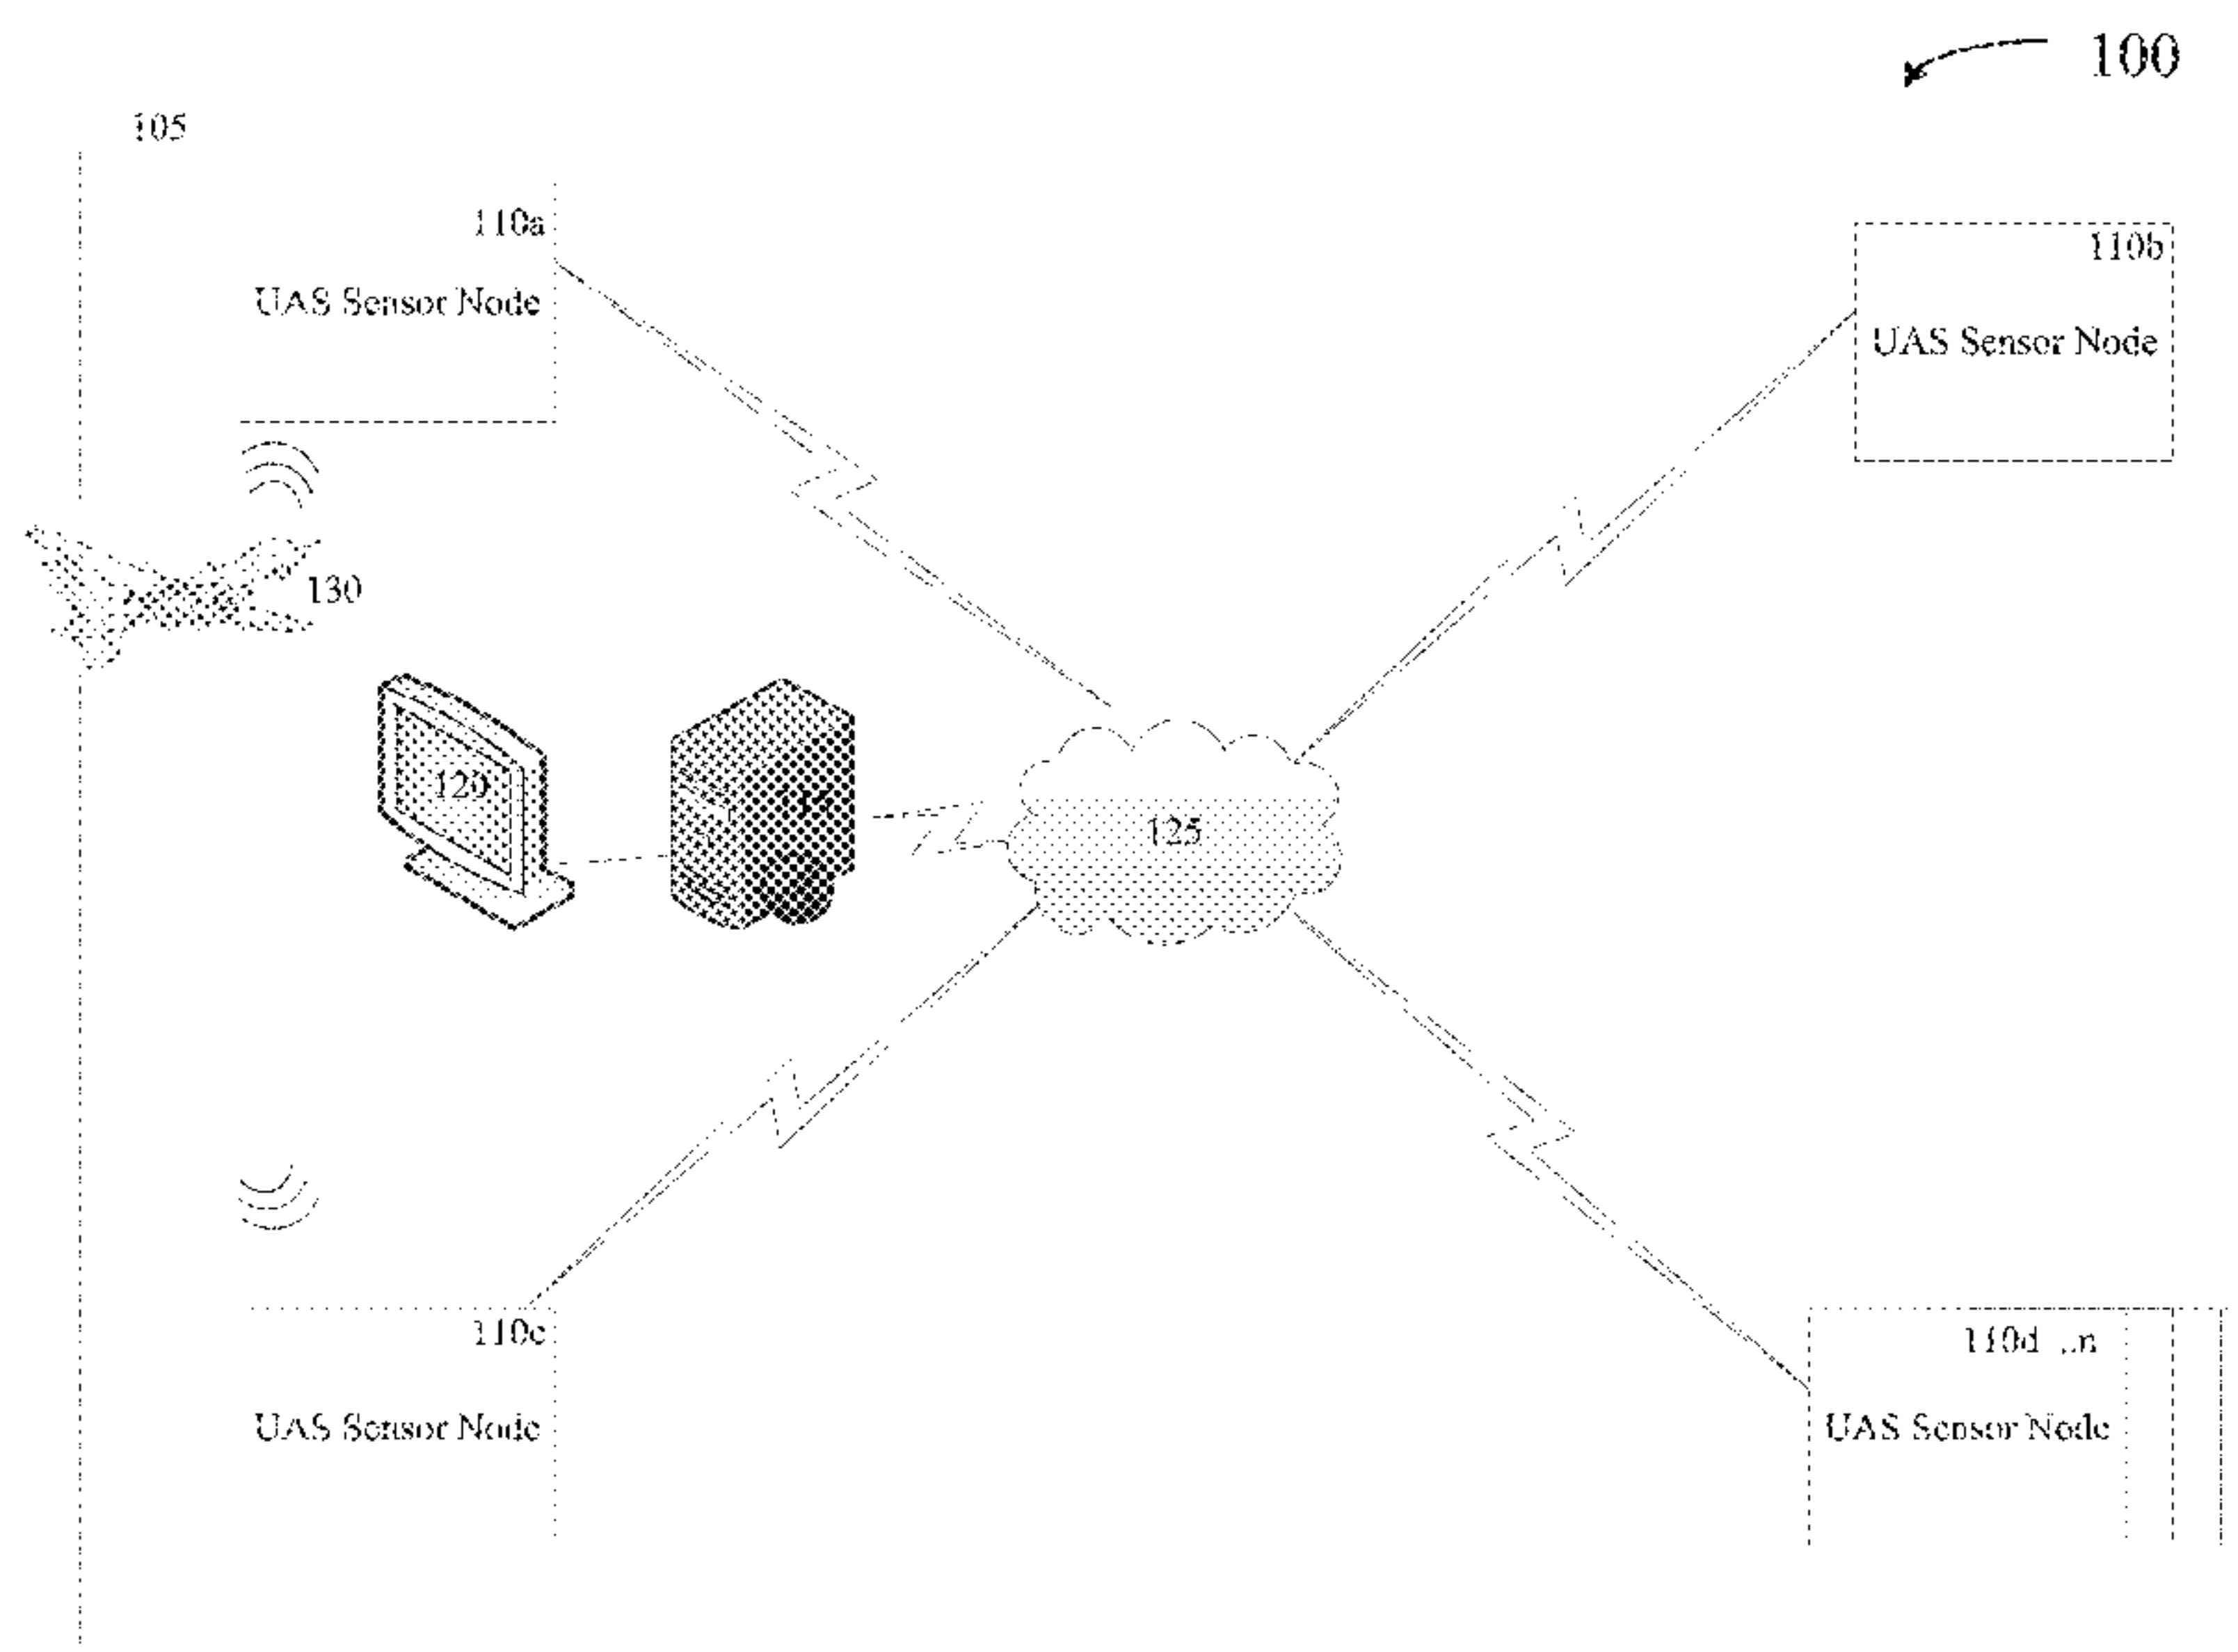 100
105
110a
UAS Sensor Node
110b
UAS Sensor Node
130
120
125
110c
UAS Sensor Node
110d ..n
UAS Sensor Node